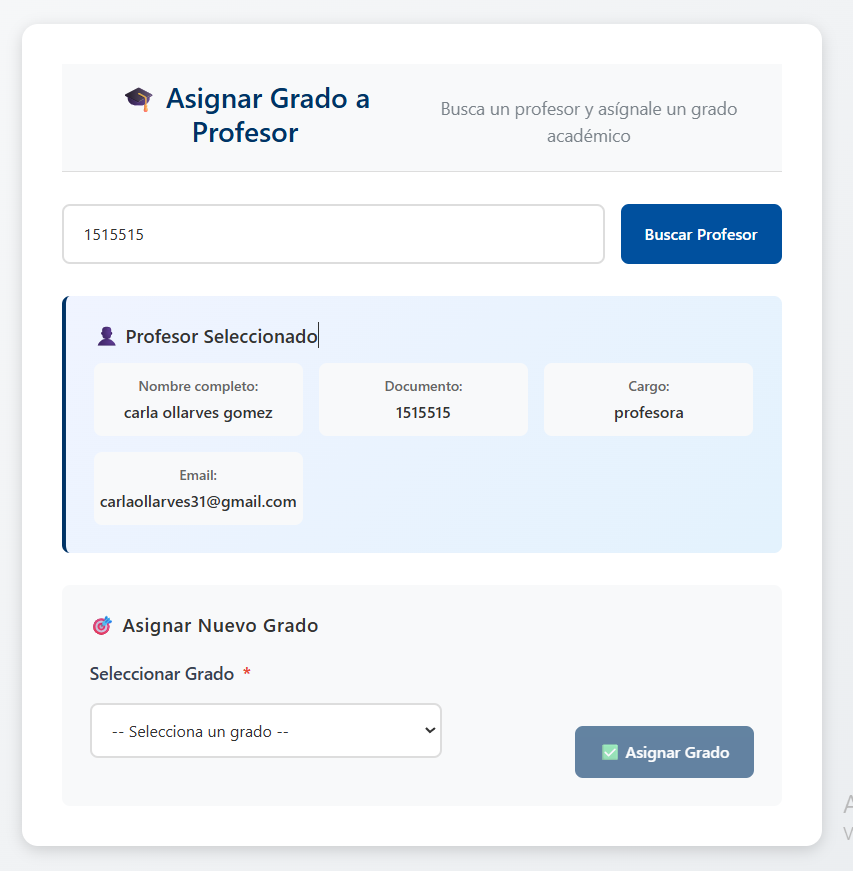 🎓 Asignar Grado a
Profesor
Busca un profesor y asígnale un grado
académico
1515515
Buscar Profesor
👤 Profesor Seleccionado
Nombre completo:
carla ollarves gomez
Documento:
1515515
Cargo:
profesora
Email:
carlaollarves31@gmail.com
🎯 Asignar Nuevo Grado
Seleccionar Grado *
-- Selecciona un grado --
✅ Asignar Grado